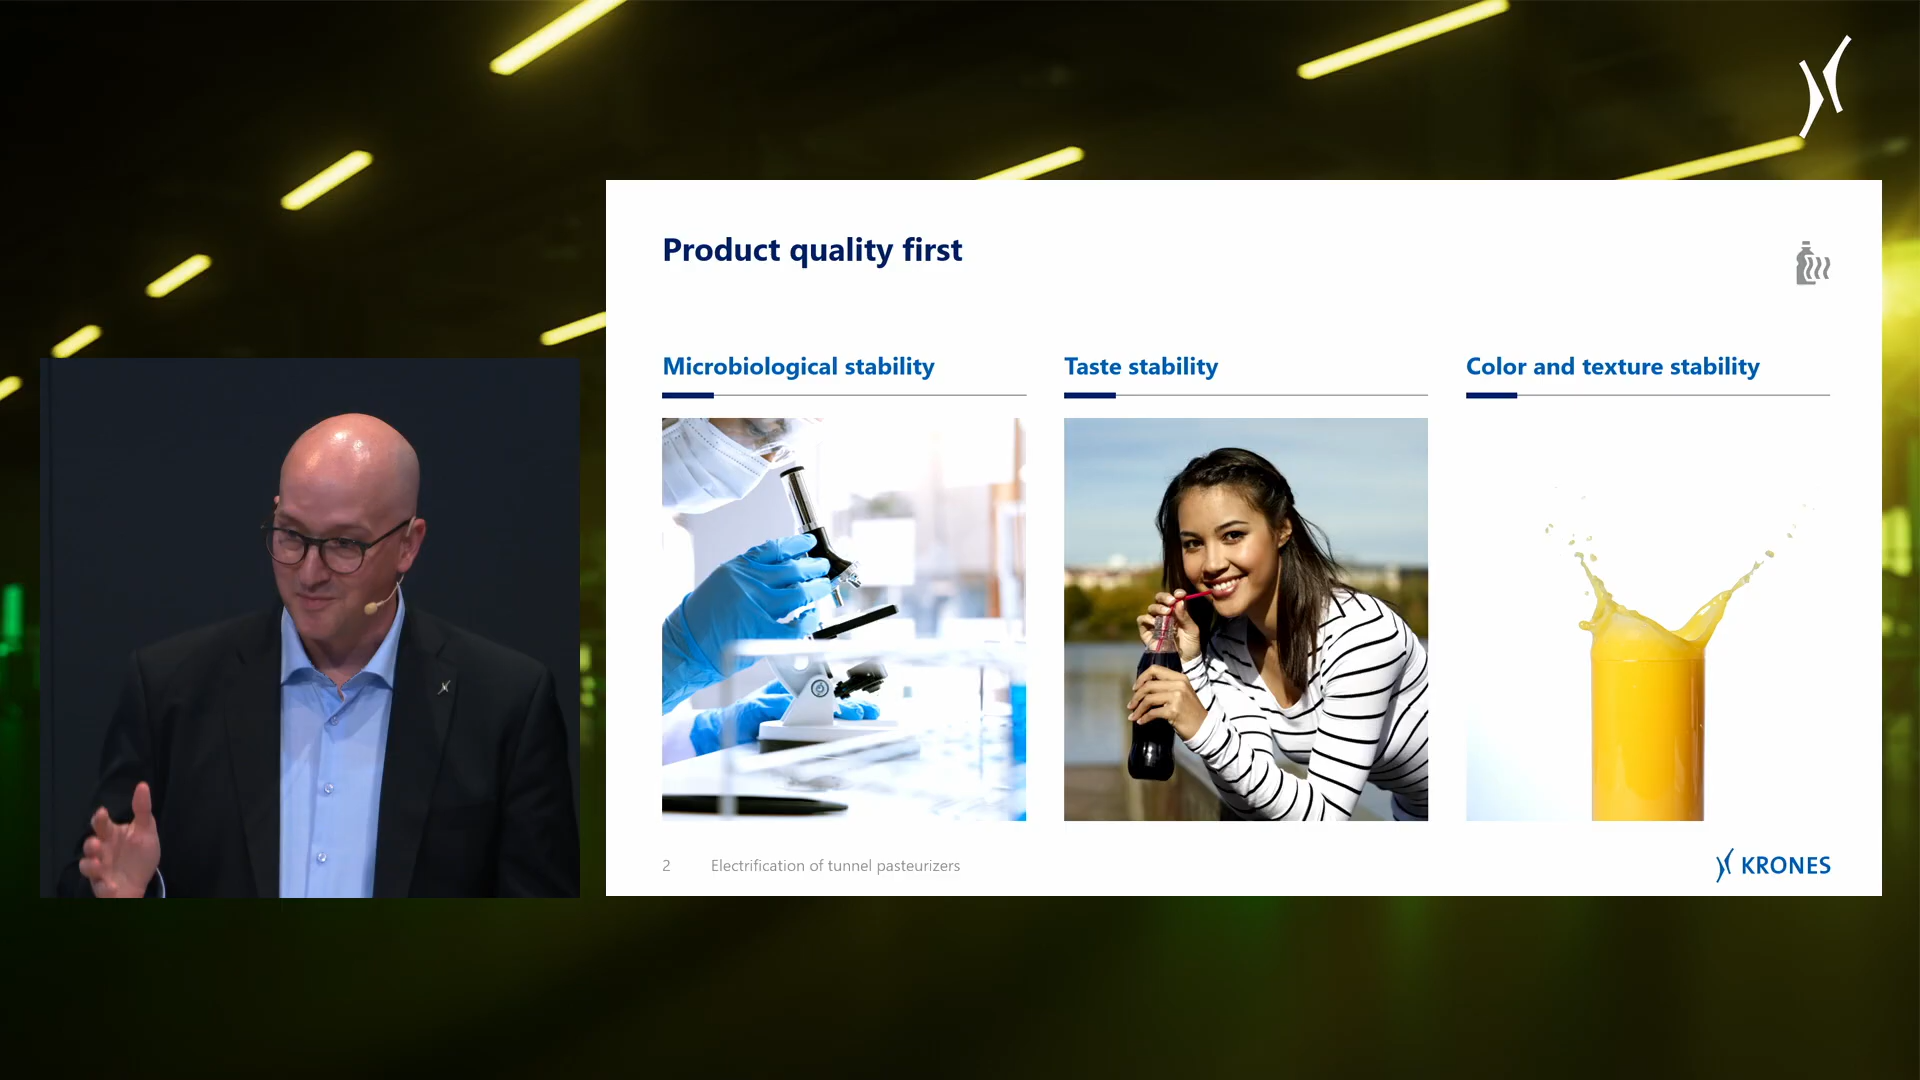 Product quality first
Microbiological stability
Taste stability
Color and texture stability
2 Electrification of tunnel pasteurizers
KRONES